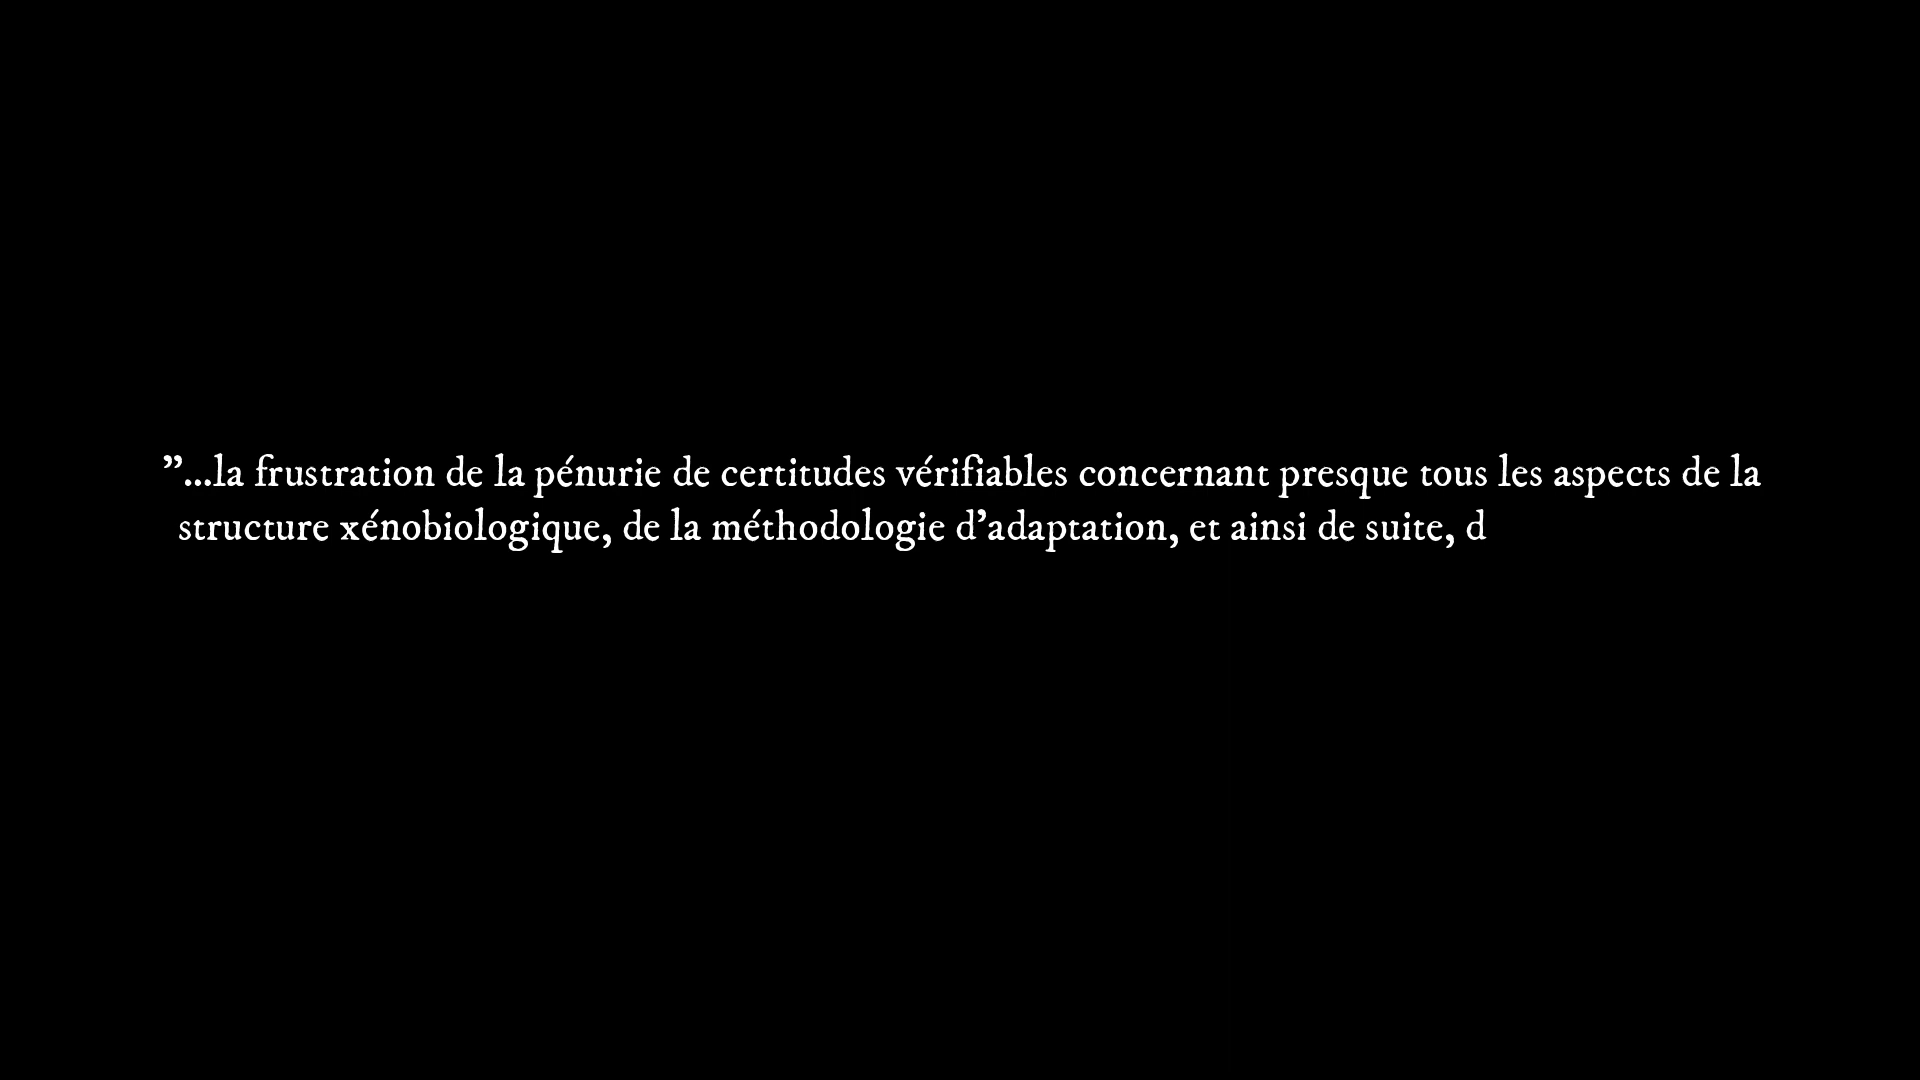 ”...la frustration de la pénurie de certitudes vérifiables concernant presque tous les aspects de la
structure xénobiologique, de la méthodologie d’adaptation, et ainsi de suite, d